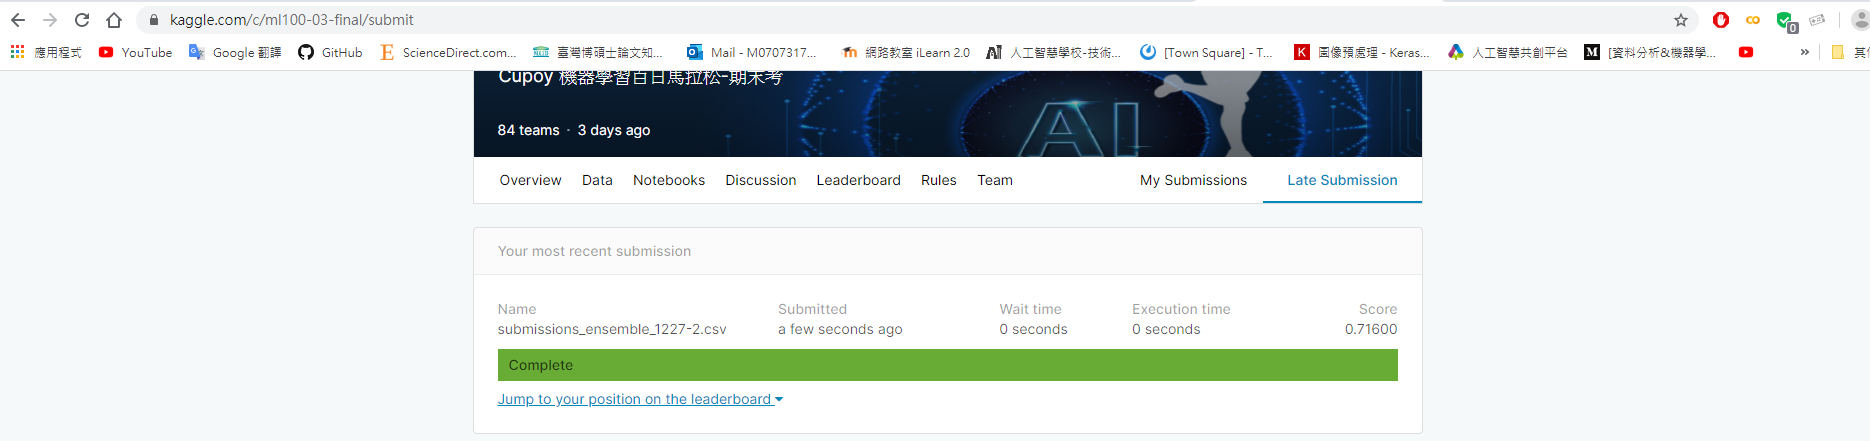 kaggle.com/c/ml100-03-final/submit
應用程式 YouTube Google 翻譯 GitHub ScienceDirect.com... 臺灣博碩士論文知... Mail - M0707317... 網路教室 iLearn 2.0 人工智慧學校-技術... [Town Square] - T... 圖像預處理 - Keras... 人工智慧共創平台 [資料分析&機器學... » 其他
Cupoy 機器學習百日馬拉松-期末考
84 teams · 3 days ago
Overview Data Notebooks Discussion Leaderboard Rules Team My Submissions Late Submission
Your most recent submission
Name Submitted Wait time Execution time Score
submissions_ensemble_1227-2.csv a few seconds ago 0 seconds 0 seconds 0.71600
Complete
Jump to your position on the leaderboard